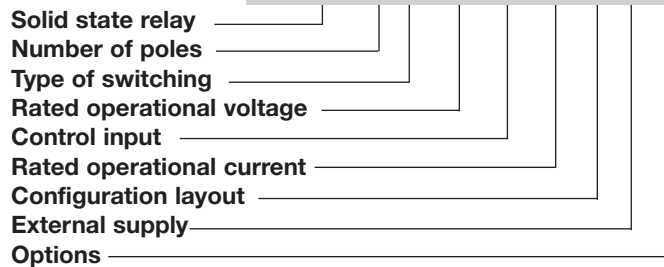 Solid state relay
Number of poles
Type of switching
Rated operational voltage
Control input
Rated operational current
Configuration layout
External supply
Options